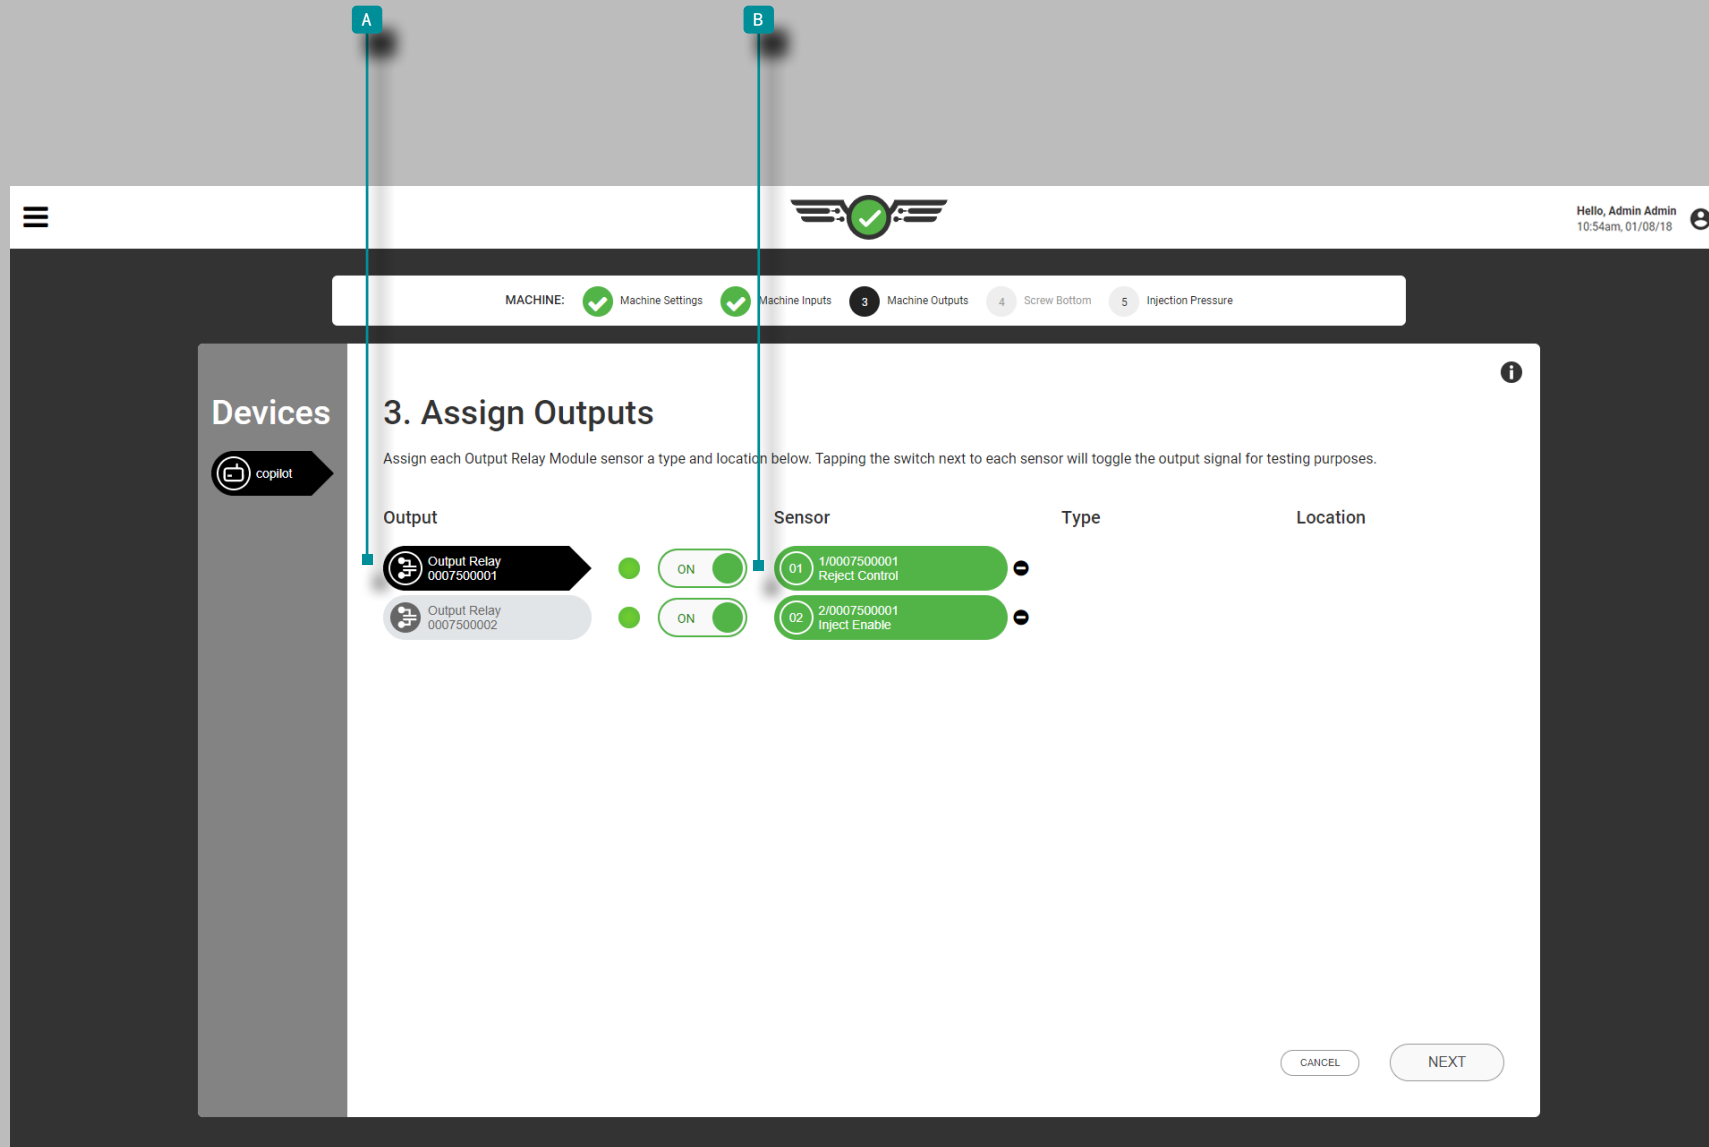 A
B
Hello, Admin Admin
10:54am, 01/08/18
MACHINE: Machine Settings Machine Inputs 3 Machine Outputs 4 Screw Bottom 5 Injection Pressure
Devices
copilot
3. Assign Outputs
Assign each Output Relay Module sensor a type and location below. Tapping the switch next to each sensor will toggle the output signal for testing purposes.
Output Sensor Type Location
Output Relay
0007500001
ON
01
1/0007500001
Reject Control
Output Relay
0007500002
ON
02
2/0007500001
Inject Enable
CANCEL
NEXT